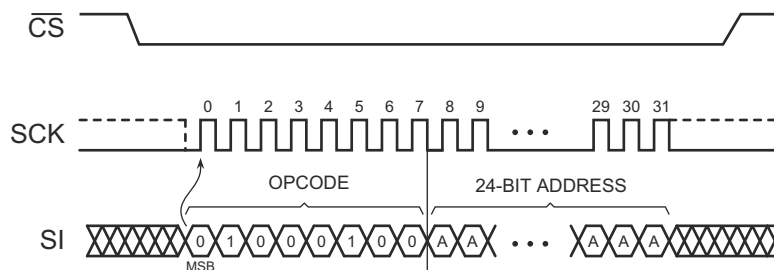 CS
0 1 2 3 4 5 6 7 8 9 29 30 31
SCK
OPCODE 24-BIT ADDRESS
SI 0 1 0 0 0 1 0 0 A A A A A
MSB